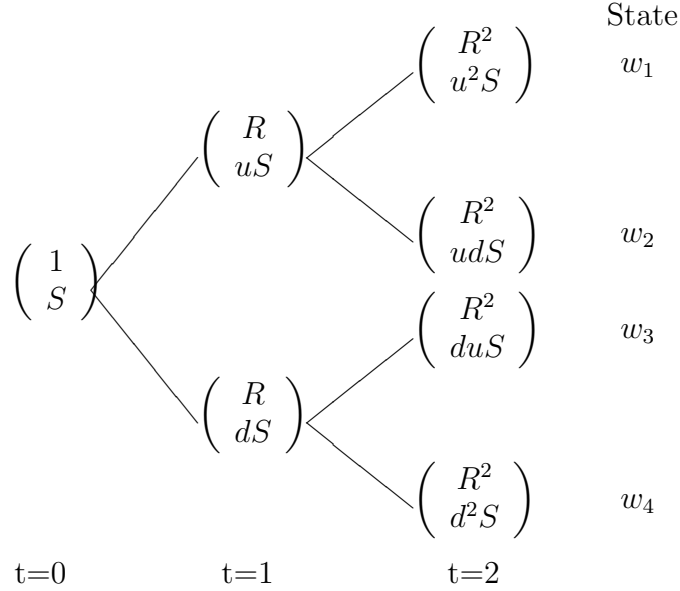 State
R²
u²S
w₁
R
uS
R²
udS
w₂
1
S
R²
duS
w₃
R
dS
R²
d²S
w₄
t=0 t=1 t=2